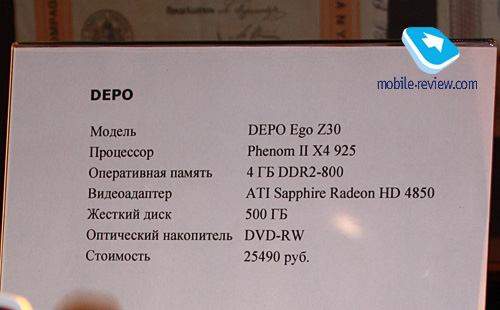 mobile-review.com
DEPO
Модель DEPO Ego Z30
Процессор Phenom II X4 925
Оперативная память 4 ГБ DDR2-800
Видеоадаптер ATI Sapphire Radeon HD 4850
Жесткий диск 500 ГБ
Оптический накопитель DVD-RW
Стоимость 25490 руб.